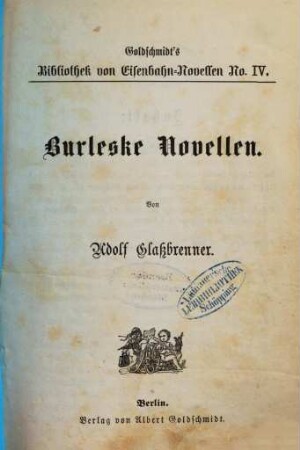 Goldschmidt's
Bibliothek von Eisenbahn-Novellen No. IV.
Burleske Novellen.
Von
Adolf Glaßbrenner.
Berlin.
Verlag von Albert Goldschmidt.